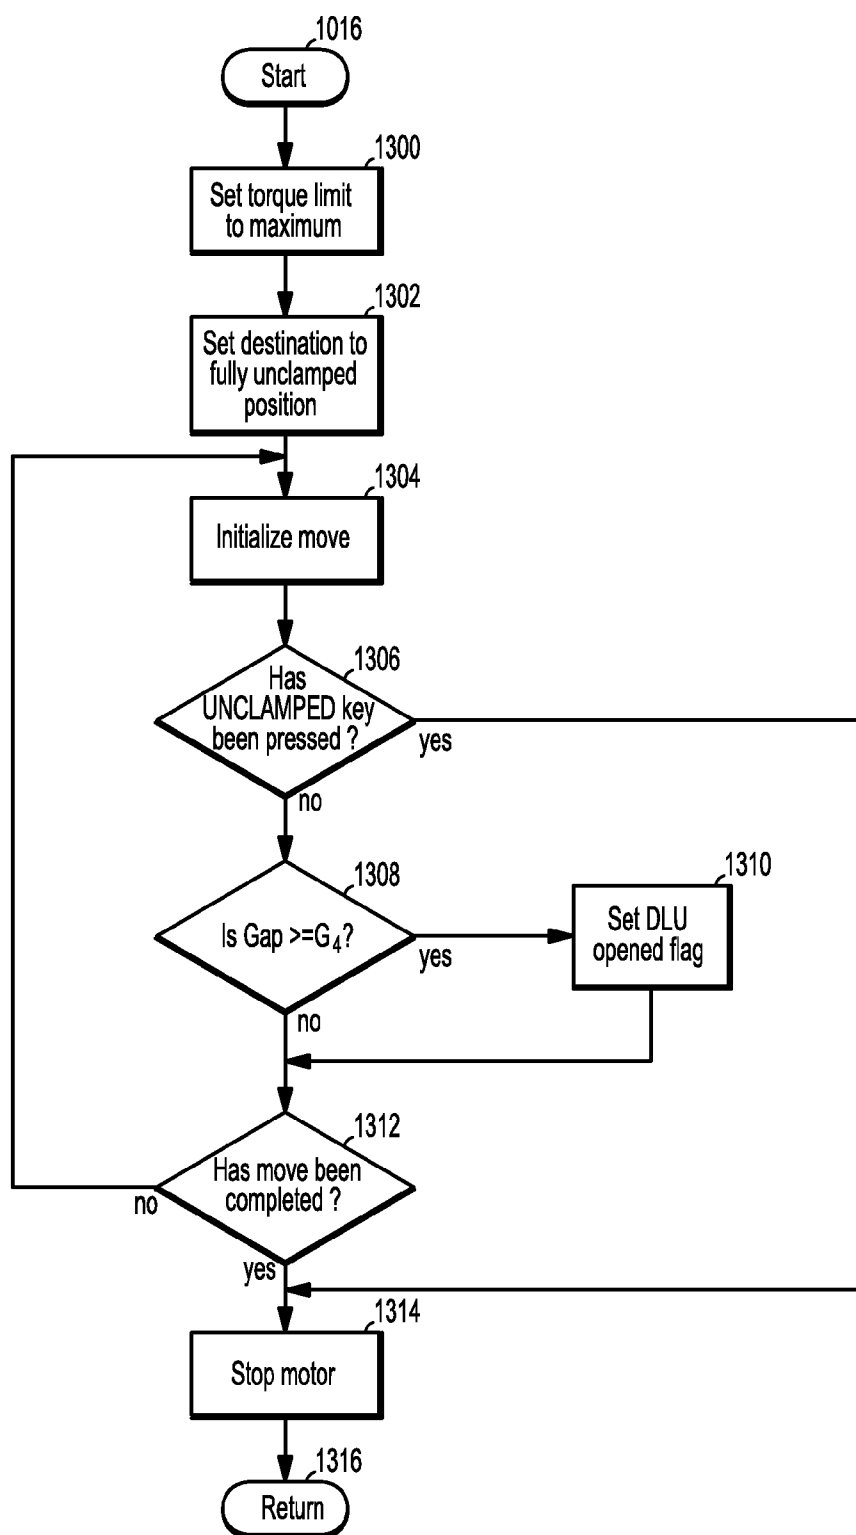 1016
Start
1300
Set torque limit
to maximum
1302
Set destination to
fully unclamped
position
1304
Initialize move
1306
Has
UNCLAMPED key
been pressed ?
yes
no
1308
Is Gap >=G4?
yes
no
1310
Set DLU
opened flag
1312
Has move been
completed ?
no
yes
1314
Stop motor
1316
Return